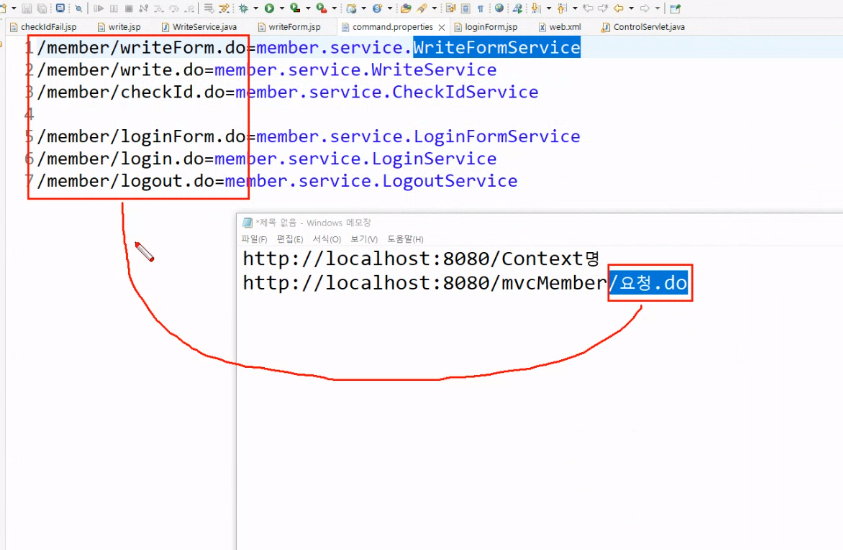 checkIdFail.jsp write.jsp WriteService.java writeForm.jsp command.properties loginForm.jsp web.xml ControlServlet.java
1 /member/writeForm.do=member.service.WriteFormService
2 /member/write.do=member.service.WriteService
3 /member/checkId.do=member.service.CheckIdService
4
5 /member/loginForm.do=member.service.LoginFormService
6 /member/login.do=member.service.LoginService
7 /member/logout.do=member.service.LogoutService
*제목 없음 - Windows 메모장
파일(F) 편집(E) 서식(O) 보기(V) 도움말(H)
http://localhost:8080/Context명
http://localhost:8080/mvcMember/요청.do